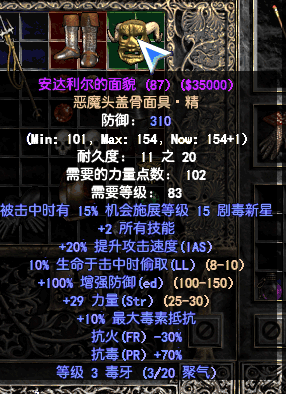 安达利尔的面貌 (87) ($35000)
恶魔头盖骨面具·精
防御: 310
(Min: 101, Max: 154, Now: 154+1)
耐久度: 11 之 20
需要的力量点数: 102
需要等级: 83
被击中时有 15% 机会施展等级 15 剧毒新星
+2 所有技能
+20% 提升攻击速度(IAS)
10% 生命于击中时偷取(LL) (8-10)
+100% 增强防御(ed) (100-150)
+29 力量(Str) (25-30)
+10% 最大毒素抵抗
抗火(FR) -30%
抗毒(PR) +70%
等级 3 毒牙 (3/20 聚气)